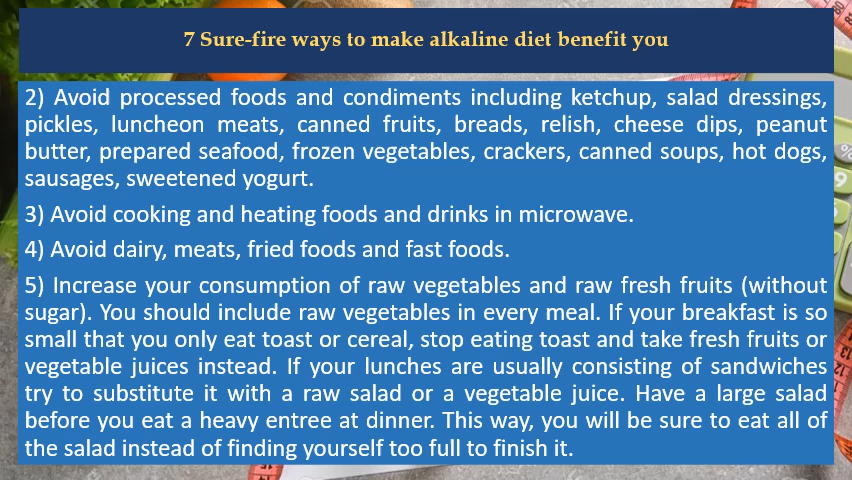 7 Sure-fire ways to make alkaline diet benefit you
2) Avoid processed foods and condiments including ketchup, salad dressings,
pickles, luncheon meats, canned fruits, breads, relish, cheese dips, peanut
butter, prepared seafood, frozen vegetables, crackers, canned soups, hot dogs,
sausages, sweetened yogurt.
3) Avoid cooking and heating foods and drinks in microwave.
4) Avoid dairy, meats, fried foods and fast foods.
5) Increase your consumption of raw vegetables and raw fresh fruits (without
sugar). You should include raw vegetables in every meal. If your breakfast is so
small that you only eat toast or cereal, stop eating toast and take fresh fruits or
vegetable juices instead. If your lunches are usually consisting of sandwiches
try to substitute it with a raw salad or a vegetable juice. Have a large salad
before you eat a heavy entree at dinner. This way, you will be sure to eat all of
the salad instead of finding yourself too full to finish it.